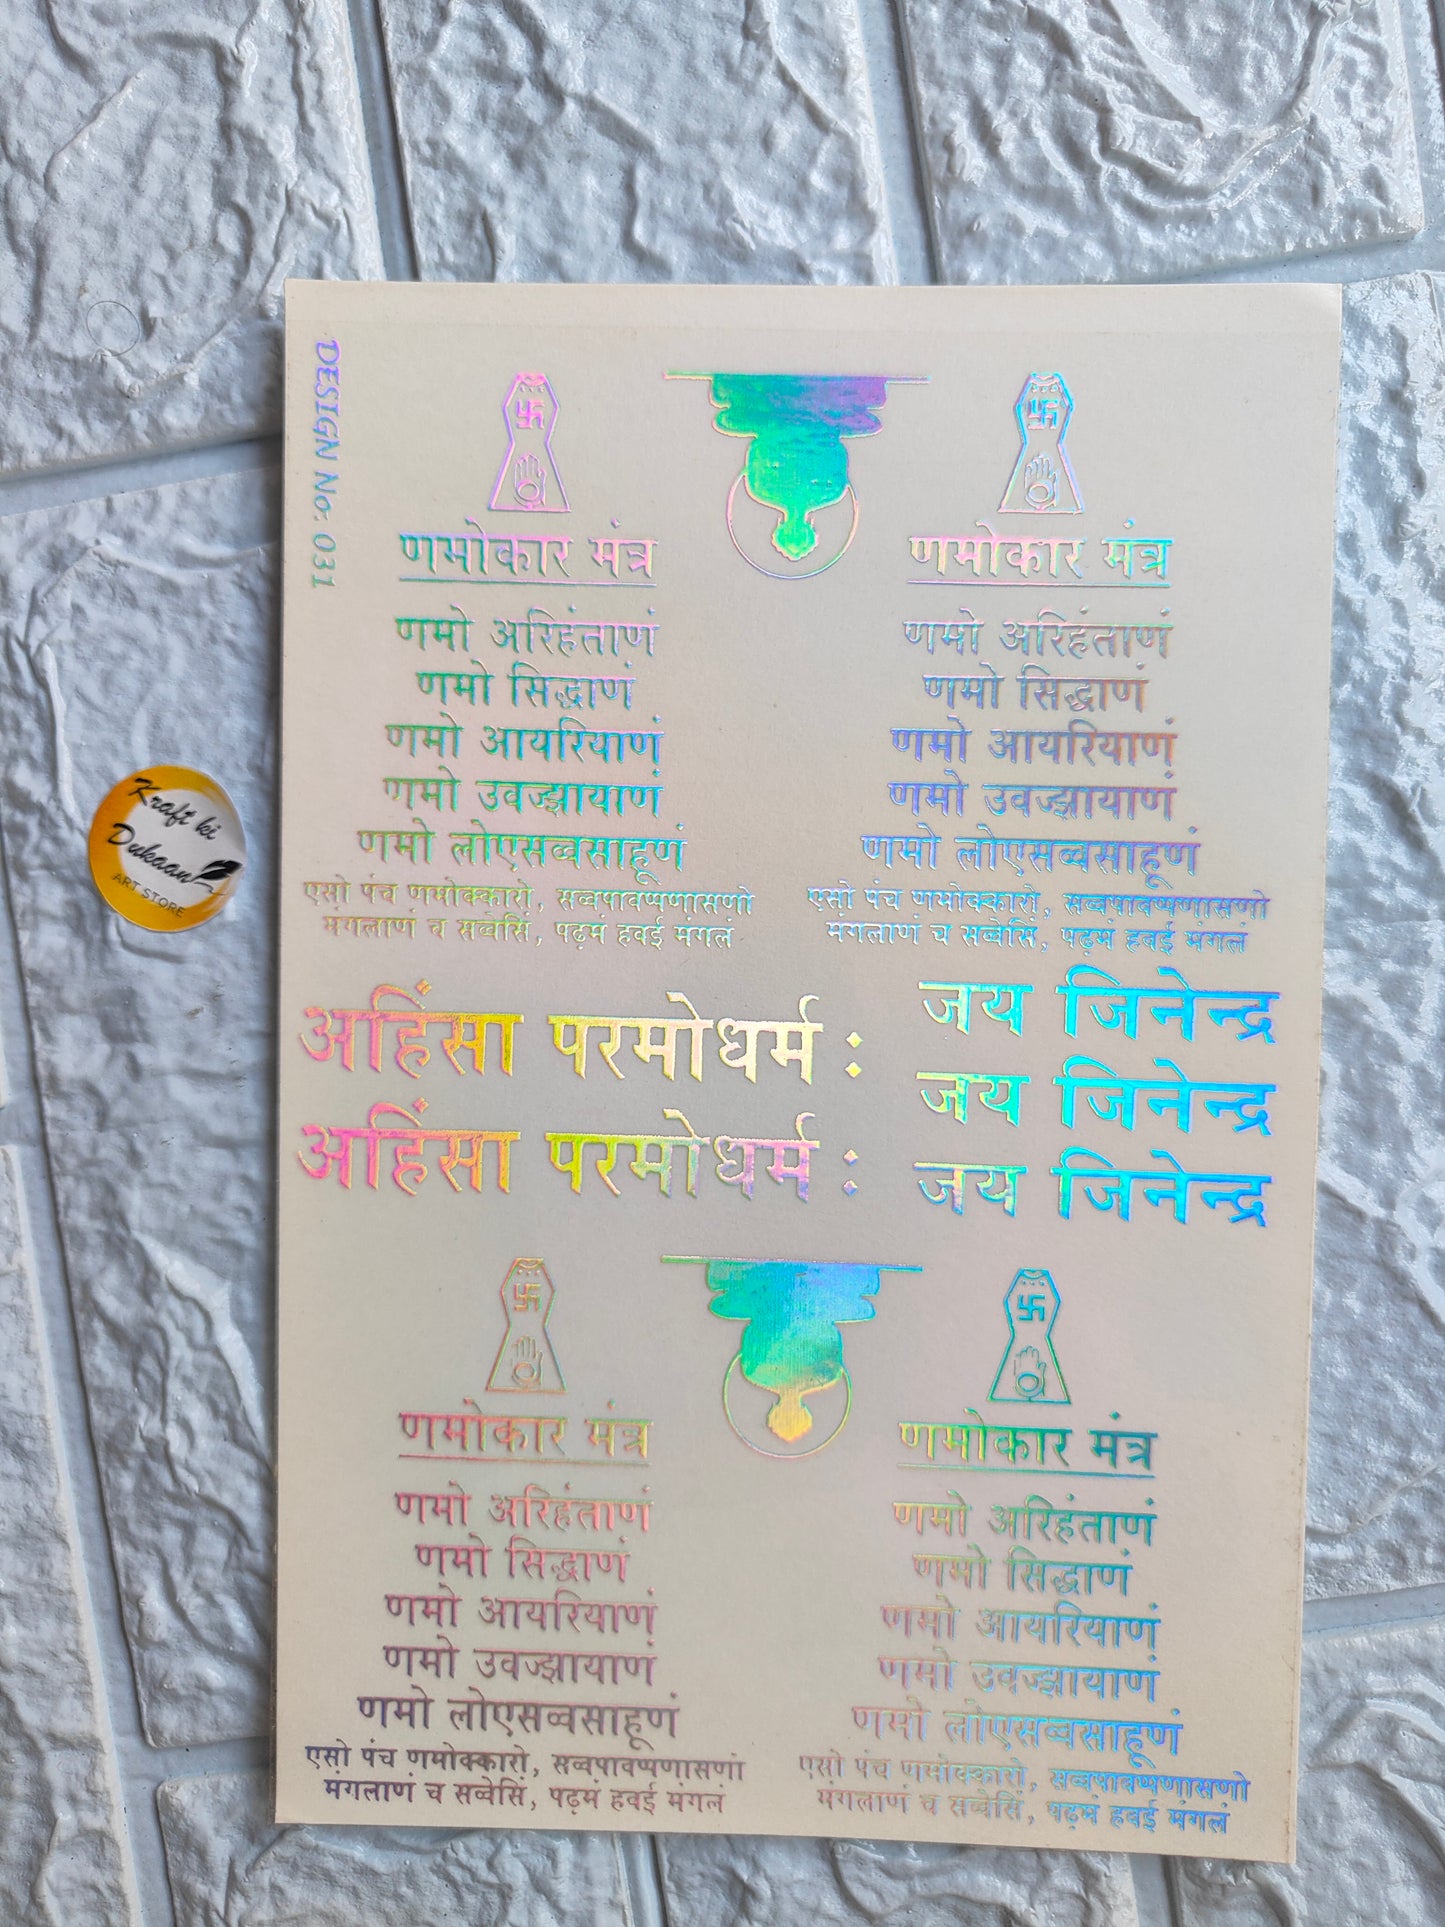 DESIGN No: 031
णमोकार मंत्र
णमो अरिहंताणं
णमो सिद्धाणं
णमो आयरियाणं
णमो उवज्झायाणं
णमो लोएसव्वसाहूणं
एसो पंच णमोक्कारो, सव्वपावप्पणासणो
मंगलाणं च सव्वेसिं, पढ़मं हवई मंगलं
णमोकार मंत्र
णमो अरिहंताणं
णमो सिद्धाणं
णमो आयरियाणं
णमो उवज्झायाणं
णमो लोएसव्वसाहूणं
एसो पंच णमोक्कारो, सव्वपावप्पणासणो
मंगलाणं च सव्वेसिं, पढ़मं हवई मंगलं
Kraft ki
Dukaan
ART STORE
अहिंसा परमोधर्म :
अहिंसा परमोधर्म :
जय जिनेन्द्र
जय जिनेन्द्र
जय जिनेन्द्र
णमोकार मंत्र
णमो अरिहंताणं
णमो सिद्धाणं
णमो आयरियाणं
णमो उवज्झायाणं
णमो लोएसव्वसाहूणं
एसो पंच णमोक्कारो, सव्वपावप्पणासणो
मंगलाणं च सव्वेसिं, पढ़मं हवई मंगलं
णमोकार मंत्र
णमो अरिहंताणं
णमो सिद्धाणं
णमो आयरियाणं
णमो उवज्झायाणं
णमो लोएसव्वसाहूणं
एसो पंच णमोक्कारो, सव्वपावप्पणासणो
मंगलाणं च सव्वेसिं, पढ़मं हवई मंगलं